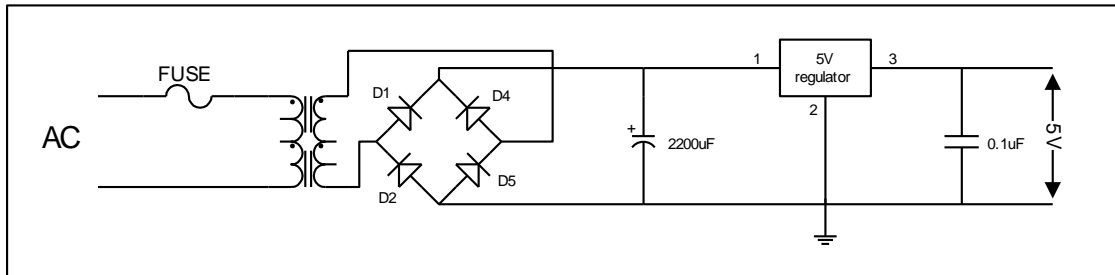 FUSE
AC
D1
D4
D2
D5
+
2200uF
1
5V
regulator
3
2
0.1uF
5V